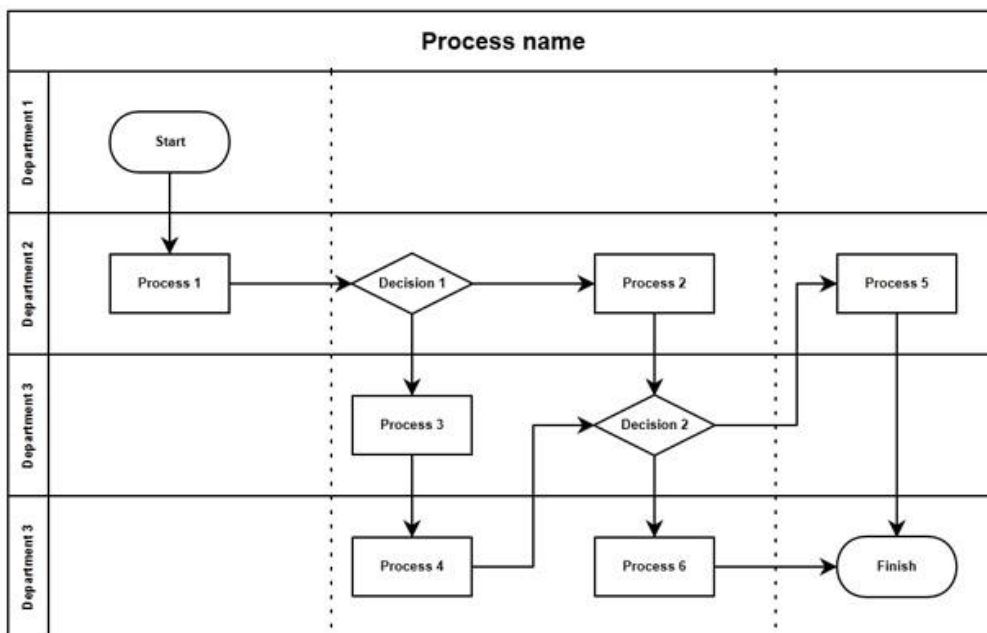 Process name
Department 1
Start
Department 2
Process 1
Decision 1
Process 2
Process 5
Department 3
Process 3
Decision 2
Department 3
Process 4
Process 6
Finish